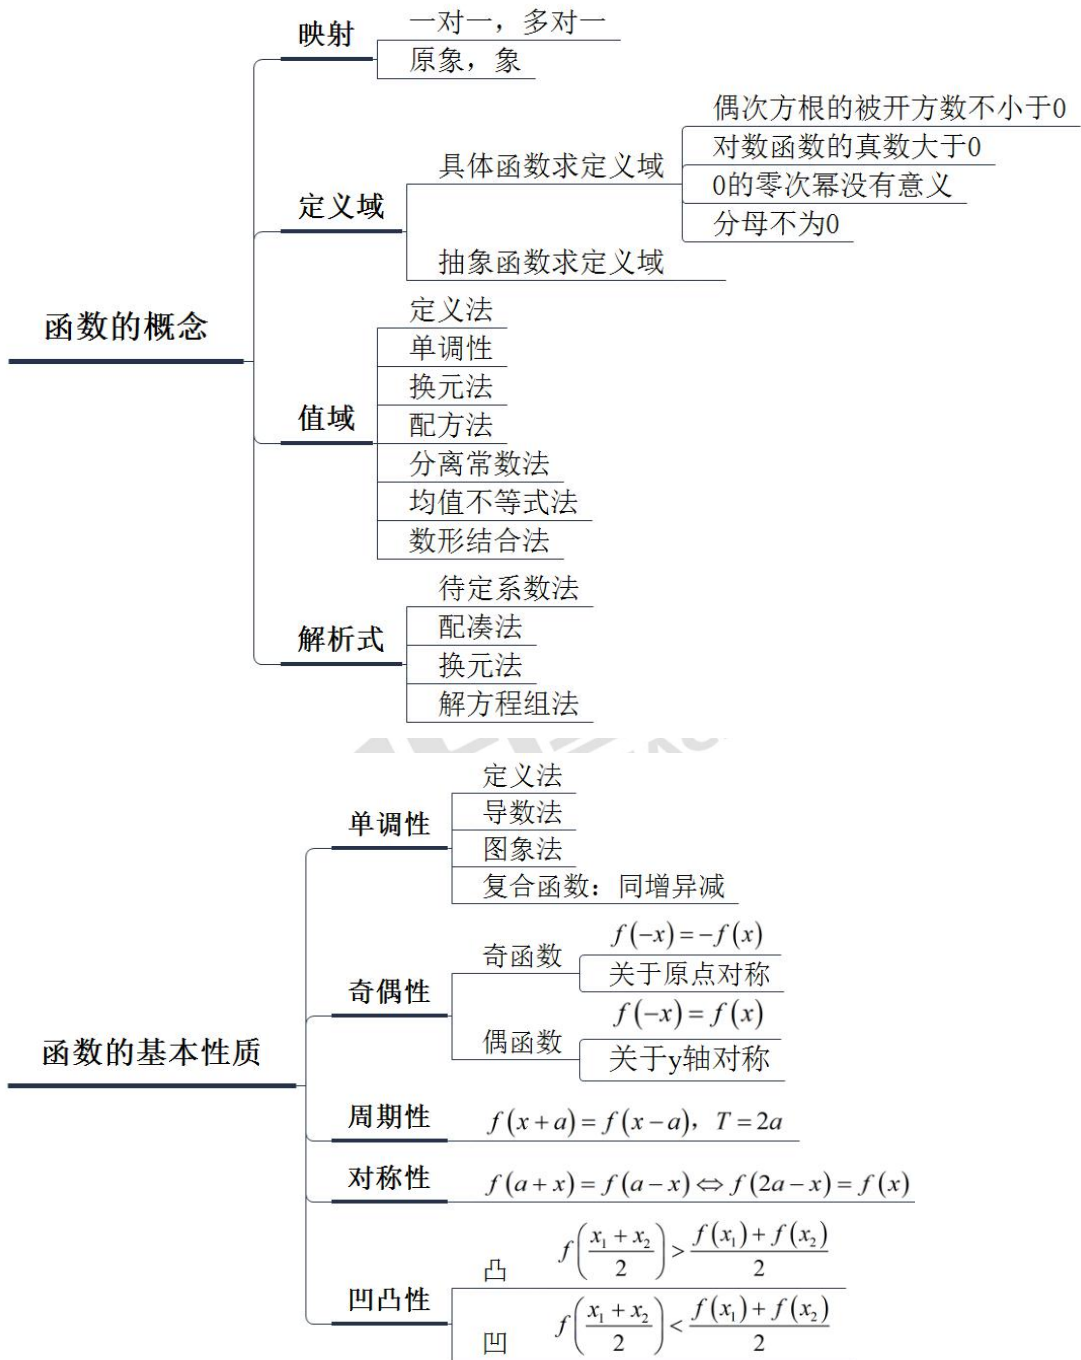 函数的概念
映射
一对一，多对一
原象，象
定义域
具体函数求定义域
偶次方根的被开方数不小于0
对数函数的真数大于0
0的零次幂没有意义
分母不为0
抽象函数求定义域
值域
定义法
单调性
换元法
配方法
分离常数法
均值不等式法
数形结合法
解析式
待定系数法
配凑法
换元法
解方程组法
函数的基本性质
单调性
定义法
导数法
图象法
复合函数：同增异减
奇偶性
奇函数
f(−x)=−f(x)
关于原点对称
偶函数
f(−x)=f(x)
关于y轴对称
周期性
f(x+a)=f(x−a)，T=2a
对称性
f(a+x)=f(a−x)⇔f(2a−x)=f(x)
凹凸性
凸 f((x₁+x₂)/2)>(f(x₁)+f(x₂))/2
凹 f((x₁+x₂)/2)<(f(x₁)+f(x₂))/2